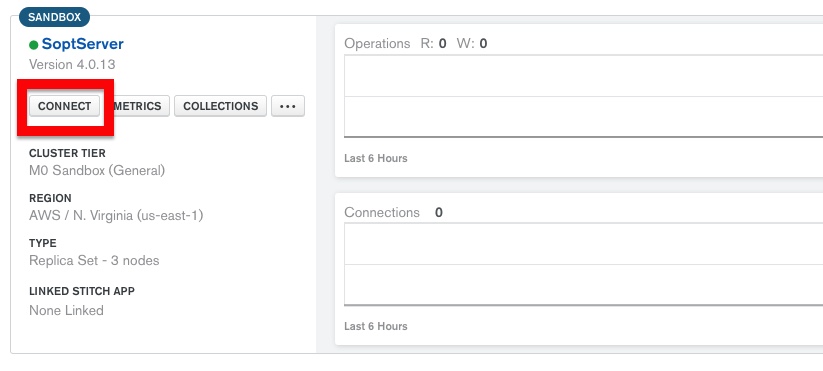 SANDBOX
SoptServer
Version 4.0.13
CONNECT METRICS COLLECTIONS ...
CLUSTER TIER
M0 Sandbox (General)
REGION
AWS / N. Virginia (us-east-1)
TYPE
Replica Set - 3 nodes
LINKED STITCH APP
None Linked
Operations R: 0 W: 0
Last 6 Hours
Connections 0
Last 6 Hours